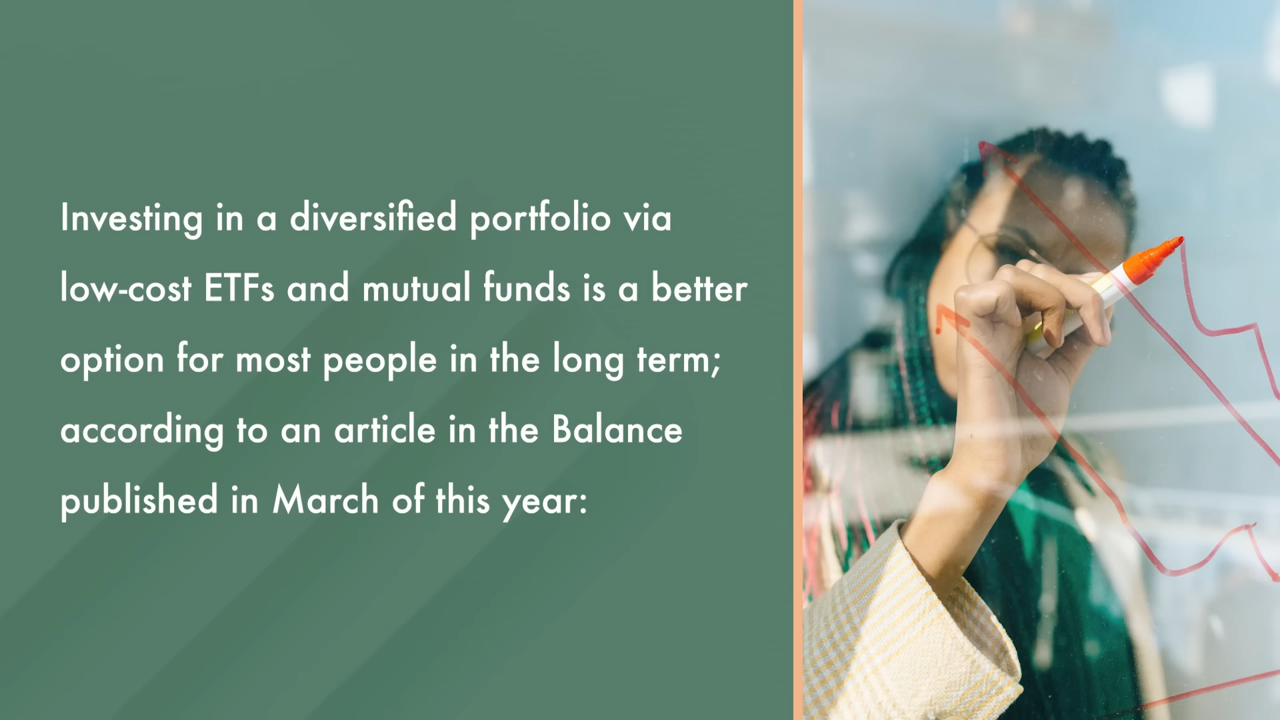 Investing in a diversified portfolio via
low-cost ETFs and mutual funds is a better
option for most people in the long term;
according to an article in the Balance
published in March of this year: